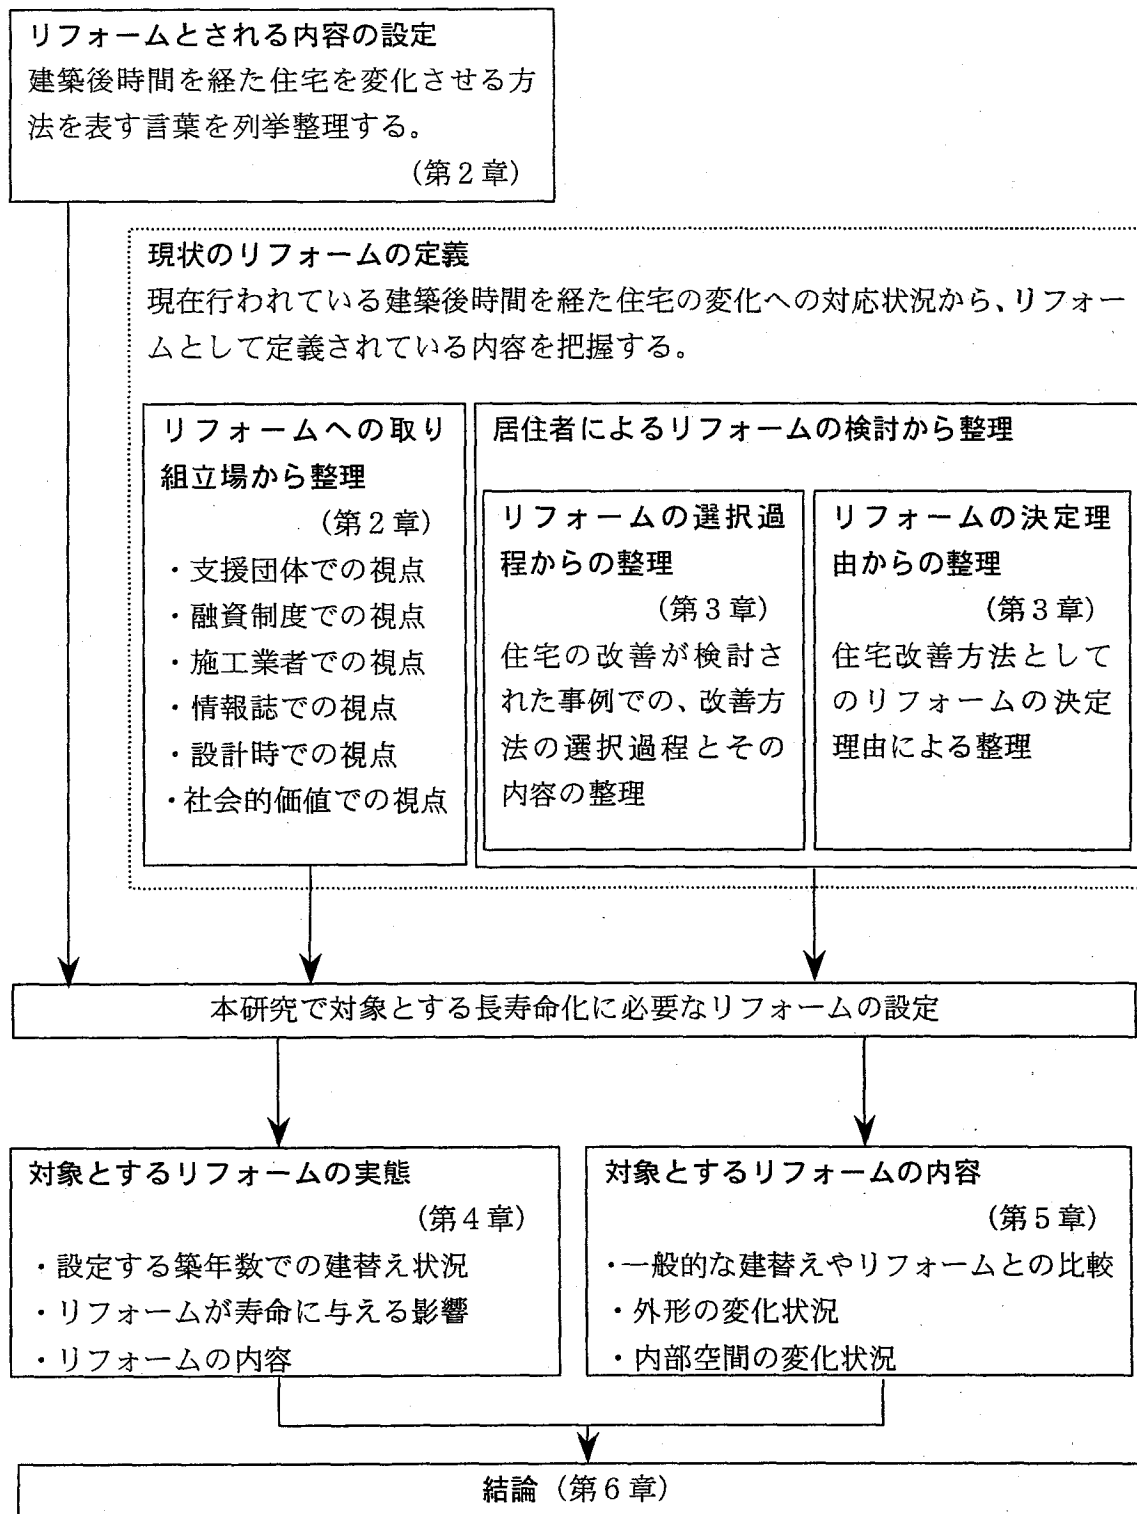 リフォームとされる内容の設定
建築後時間を経た住宅を変化させる方
法を表す言葉を列挙整理する。
（第２章）
現状のリフォームの定義
現在行われている建築後時間を経た住宅の変化への対応状況から、リフォー
ムとして定義されている内容を把握する。
リフォームへの取り
組立場から整理
（第２章）
・支援団体での視点
・融資制度での視点
・施工業者での視点
・情報誌での視点
・設計時での視点
・社会的価値での視点
居住者によるリフォームの検討から整理
リフォームの選択過
程からの整理
（第３章）
住宅の改善が検討さ
れた事例での、改善方
法の選択過程とその
内容の整理
リフォームの決定理
由からの整理
（第３章）
住宅改善方法として
のリフォームの決定
理由による整理
本研究で対象とする長寿命化に必要なリフォームの設定
対象とするリフォームの実態
（第４章）
・設定する築年数での建替え状況
・リフォームが寿命に与える影響
・リフォームの内容
対象とするリフォームの内容
（第５章）
・一般的な建替えやリフォームとの比較
・外形の変化状況
・内部空間の変化状況
結論（第６章）